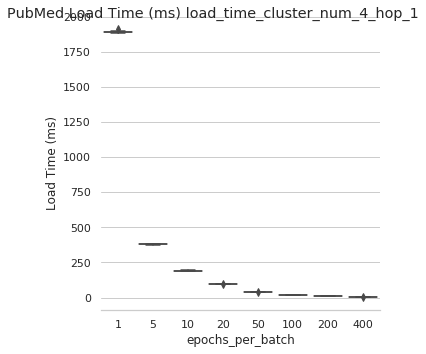 PubMed Load Time (ms) load_time_cluster_num_4_hop_1
2000
1750
1500
1250
1000
750
500
250
0
Load Time (ms)
1 5 10 20 50 100 200 400
epochs_per_batch